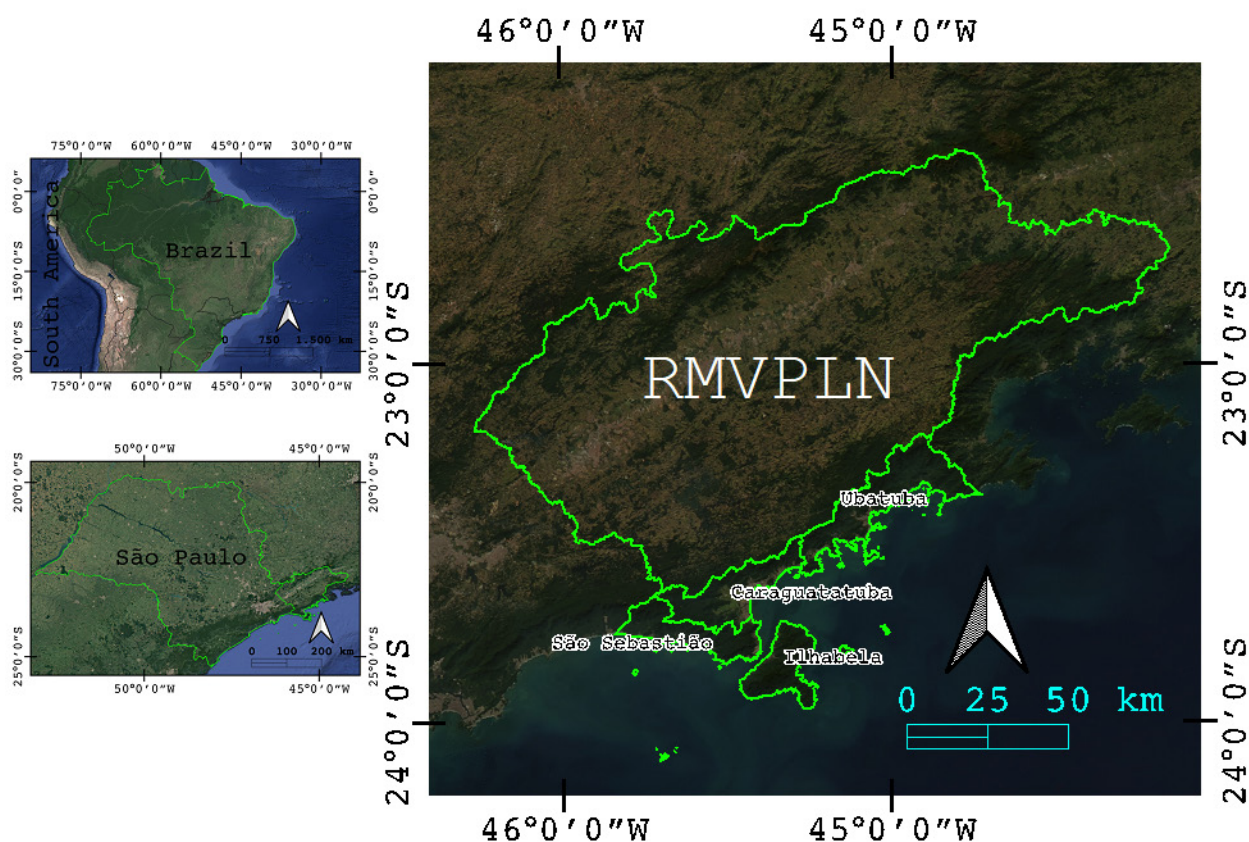 75°0′0″W 60°0′0″W 45°0′0″W 30°0′0″W
0°0′0″
15°0′0″S
30°0′0″S
South America
Brazil
0 750 1.500 km
0°0′0″
15°0′0″S
30°0′0″S
75°0′0″W 60°0′0″W 45°0′0″W 30°0′0″W
50°0′0″W 45°0′0″W
20°0′0″S
25°0′0″S
São Paulo
0 100 200 km
20°0′0″S
25°0′0″S
50°0′0″W 45°0′0″W
46°0′0″W 45°0′0″W
23°0′0″S
24°0′0″S
RMVPLN
Ubatuba
Caraguatatuba
São Sebastião
Ilhabela
0 25 50 km
23°0′0″S
24°0′0″S
46°0′0″W 45°0′0″W